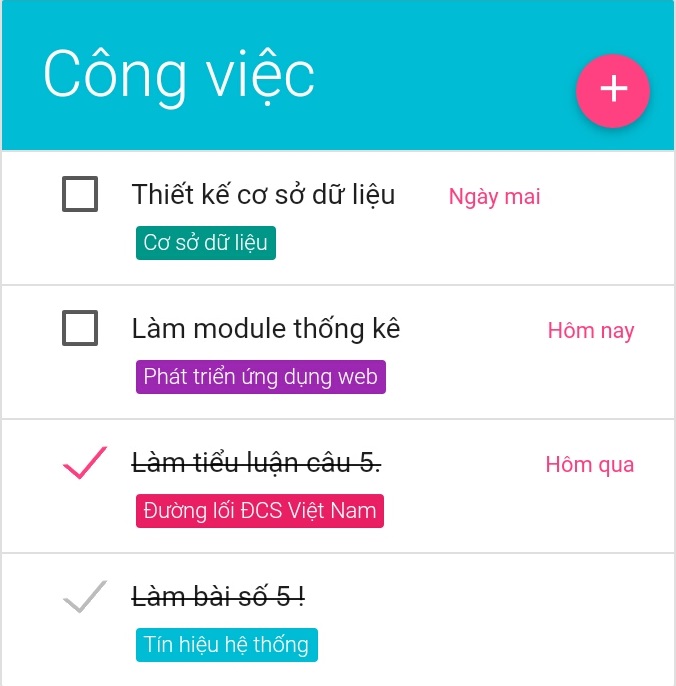 Công việc
+
Thiết kế cơ sở dữ liệu Ngày mai
Cơ sở dữ liệu
Làm module thống kê Hôm nay
Phát triển ứng dụng web
Làm tiểu luận câu 5. Hôm qua
Đường lối ĐCS Việt Nam
Làm bài số 5 !
Tín hiệu hệ thống